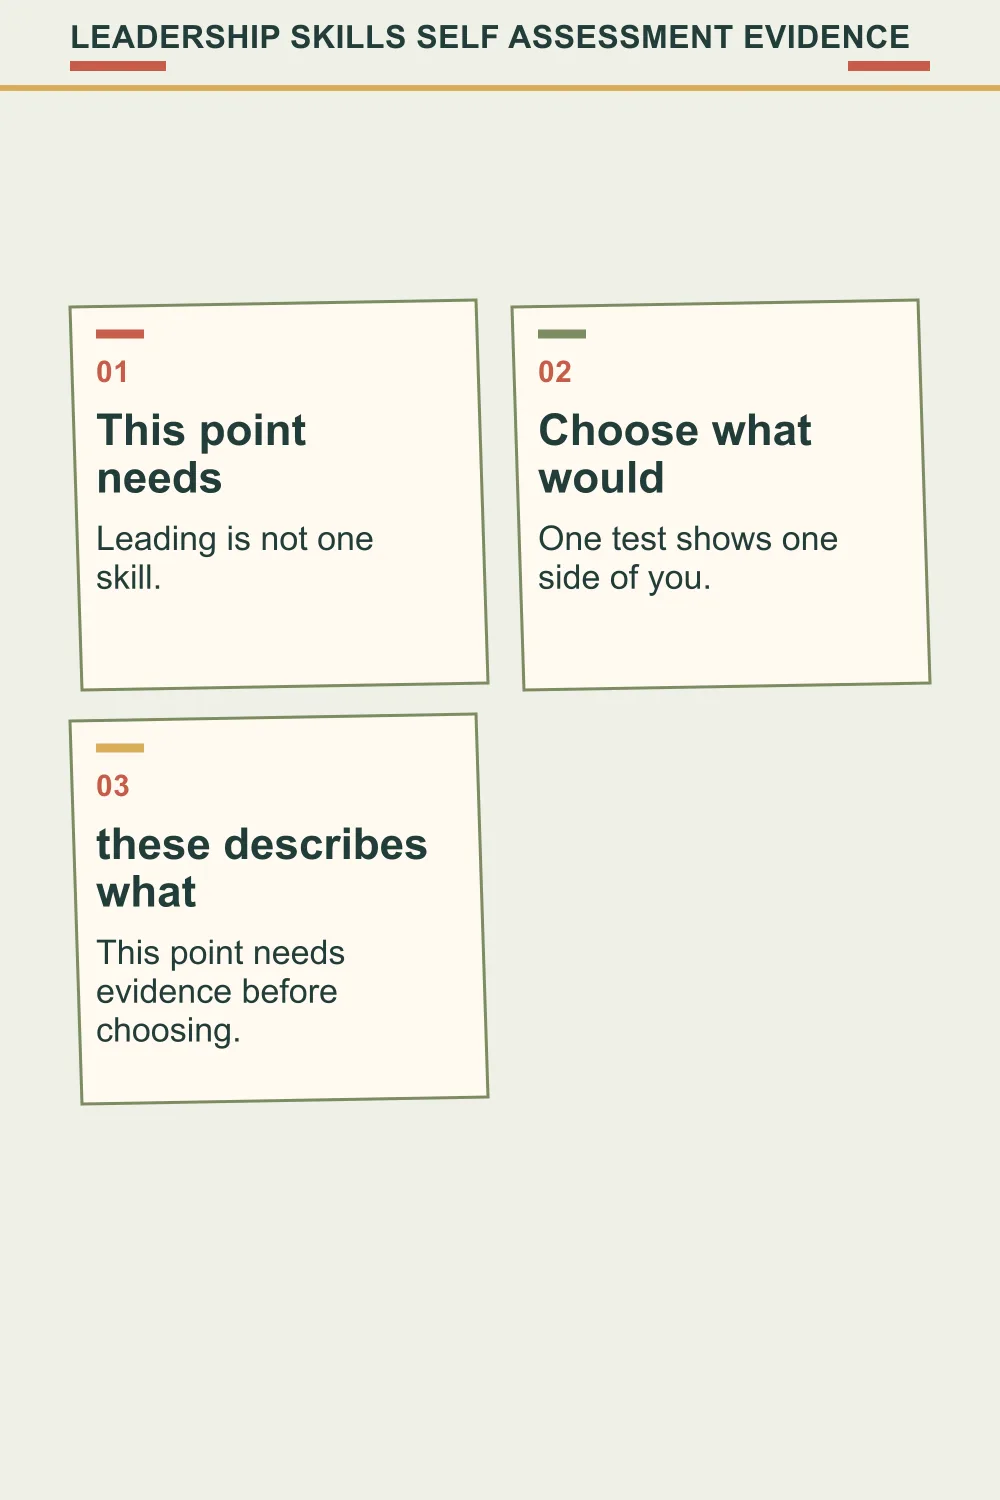 LEADERSHIP SKILLS SELF ASSESSMENT EVIDENCE
01
This point
needs
Leading is not one
skill.
02
Choose what
would
One test shows one
side of you.
03
these describes
what
This point needs
evidence before
choosing.